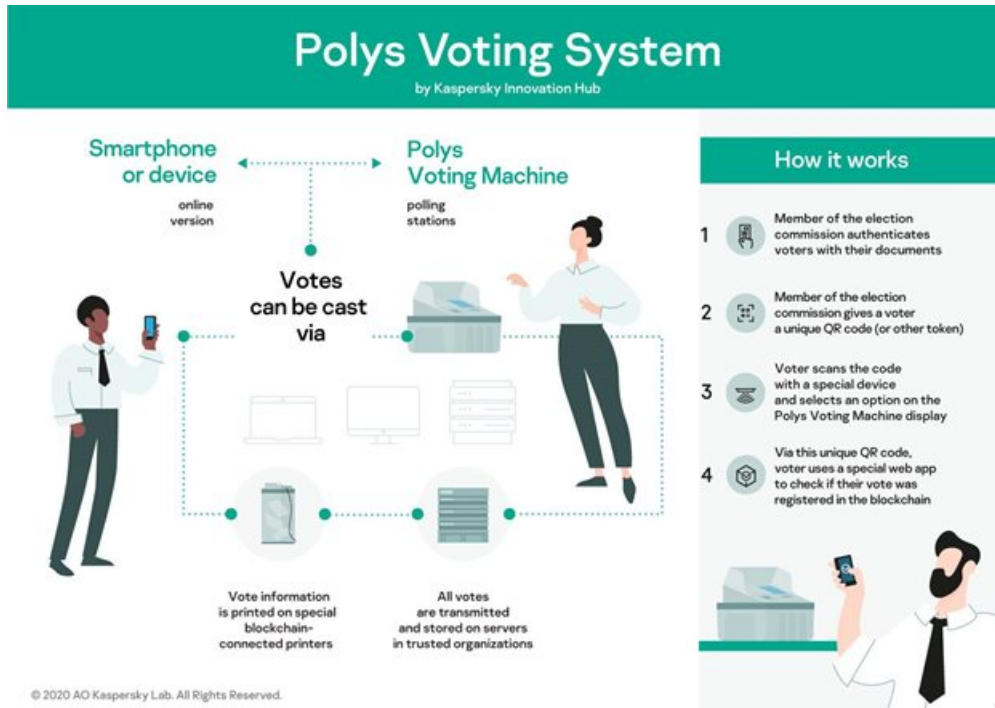 Polys Voting System
by Kaspersky Innovation Hub
Smartphone
or device
online
version
Polys
Voting Machine
polling
stations
Votes
can be cast
via
Vote information
is printed on special
blockchain-
connected printers
All votes
are transmitted
and stored on servers
in trusted organizations
How it works
1
Member of the election
commission authenticates
voters with their documents
2
Member of the election
commission gives a voter
a unique QR code (or other token)
3
Voter scans the code
with a special device
and selects an option on the
Polys Voting Machine display
4
Via this unique QR code,
voter uses a special web app
to check if their vote was
registered in the blockchain
© 2020 AO Kaspersky Lab. All Rights Reserved.